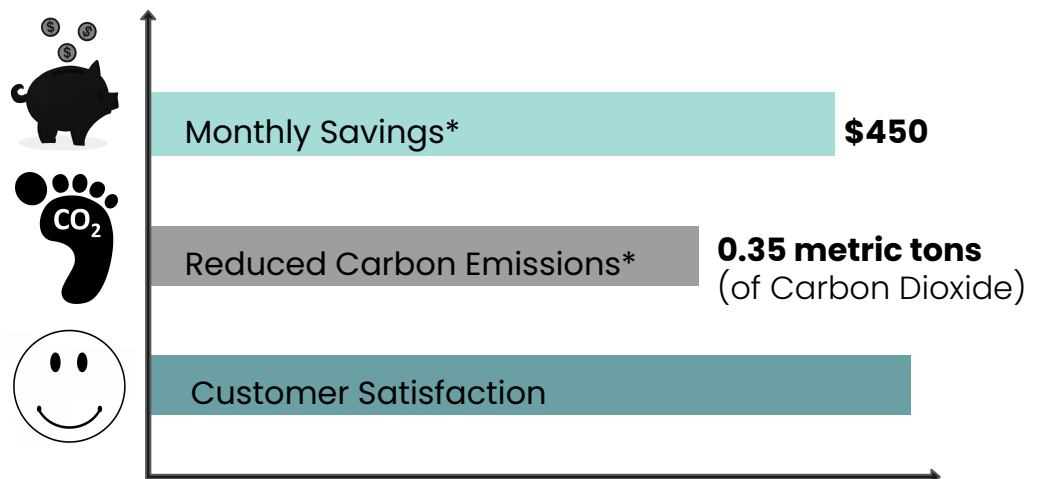 $ $
$
Monthly Savings* $450
CO2
Reduced Carbon Emissions* 0.35 metric tons
(of Carbon Dioxide)
Customer Satisfaction